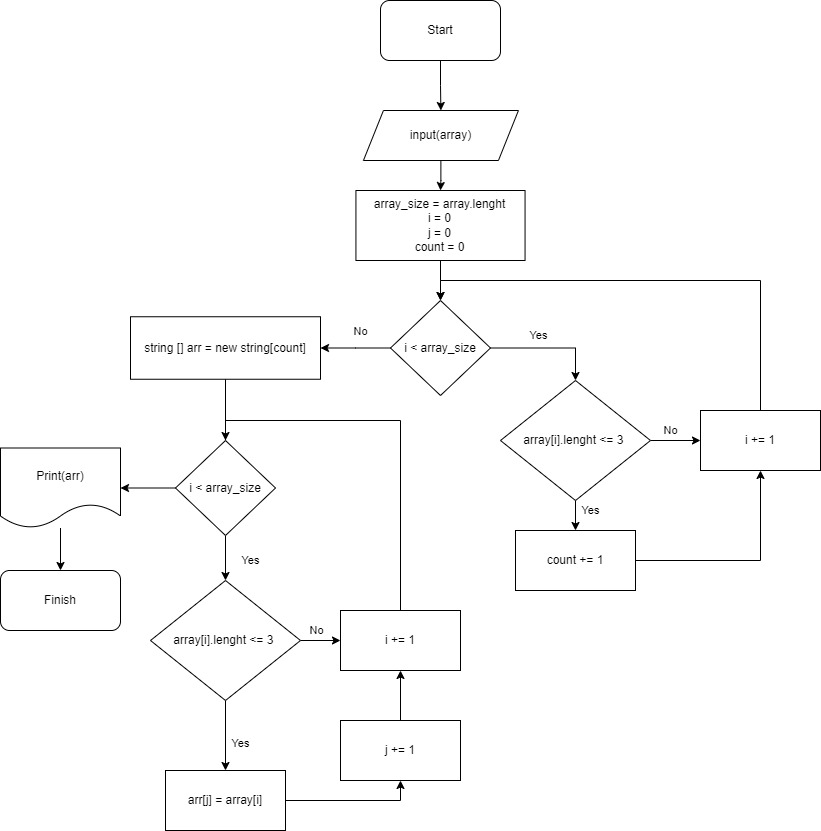 Start
input(array)
array_size = array.lenght
i = 0
j = 0
count = 0
i < array_size
No
Yes
string [] arr = new string[count]
array[i].lenght <= 3
No
i += 1
Yes
count += 1
i < array_size
Print(arr)
Finish
Yes
array[i].lenght <= 3
No
i += 1
Yes
j += 1
arr[j] = array[i]